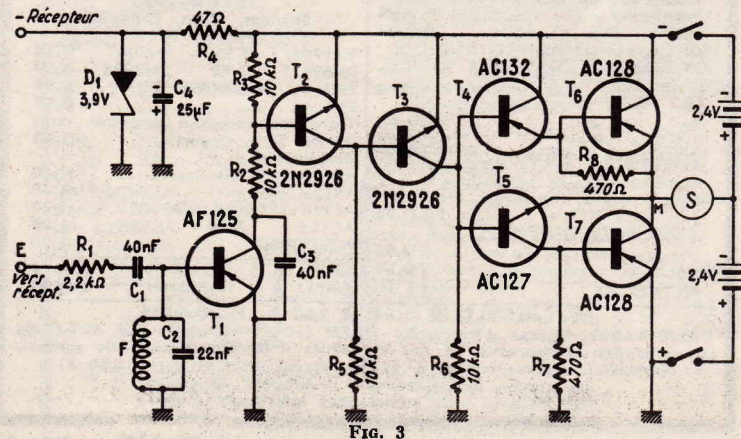 - Récepteur
47Ω
R4
D1
3,9V
C4
25µF
R3
10kΩ
R2
10kΩ
T2
2N2926
T3
2N2926
T4
AC132
T6
AC128
R8
470Ω
T5
AC127
T7
AC128
M
S
2,4V
2,4V
AF125
T1
C3
40nF
E
Vers
récept.
R1
2,2kΩ
40nF
C1
F
C2
22nF
R5
10kΩ
R6
10kΩ
R7
470Ω
-
+
-
+
-
+
-
+
FIG. 3